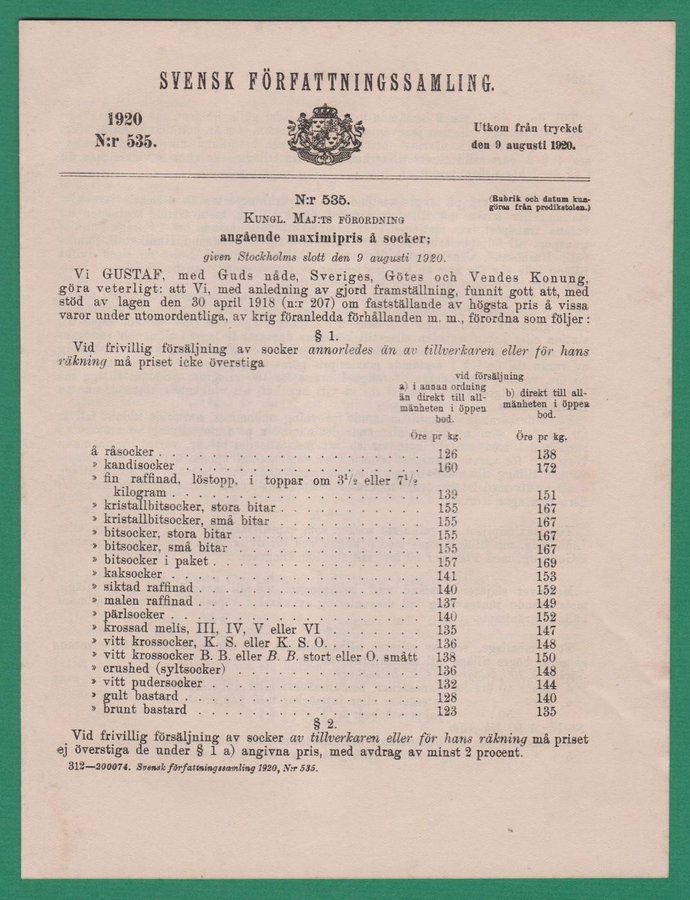 SVENSK FÖRFATTNINGSSAMLING.
1920
N:r 535.
Utkom från trycket
den 9 augusti 1920.
N:r 535.
(Rubrik och datum kun-
göres från predikstolen.)
KUNGL. MAJ:TS FÖRORDNING
angående maximipris å socker;
given Stockholms slott den 9 augusti 1920.
Vi GUSTAF, med Guds nåde, Sveriges, Götes och Vendes Konung,
göra veterligt: att Vi, med anledning av gjord framställning, funnit gott att, med
stöd av lagen den 30 april 1918 (n:r 207) om fastställande av högsta pris å vissa
varor under utomordentliga, av krig föranledda förhållanden m. m., förordna som följer:
§ 1.
Vid frivillig försäljning av socker annorledes än av tillverkaren eller för hans
räkning må priset icke överstiga
vid försäljning
a) i annan ordning
än direkt till all-
mänheten i öppen
bod.
b) direkt till all-
mänheten i öppen
bod.
Öre pr kg. Öre pr kg.
å råsocker . . . . . . . . . . . . . . . . . . . 126 138
» kandisocker . . . . . . . . . . . . . . . . . 160 172
» fin raffinad, löstopp, i toppar om 3 1/2 eller 7 1/2
kilogram . . . . . . . . . . . . . . . . . . 139 151
» kristallbitsocker, stora bitar . . . . . . . . . . 155 167
» kristallbitsocker, små bitar . . . . . . . . . . . 155 167
» bitsocker, stora bitar . . . . . . . . . . . . . 155 167
» bitsocker, små bitar . . . . . . . . . . . . . . 155 167
» bitsocker i paket . . . . . . . . . . . . . . . 157 169
» kaksocker . . . . . . . . . . . . . . . . . . 141 153
» siktad raffinad . . . . . . . . . . . . . . . . 140 152
» malen raffinad . . . . . . . . . . . . . . . . 137 149
» pärlsocker . . . . . . . . . . . . . . . . . . 140 152
» krossad melis, III, IV, V eller VI . . . . . . . 135 147
» vitt krossocker, K. S. eller K. S. O. . . . . . . 136 148
» vitt krossocker B. B. eller B. B. stort eller O. smått 138 150
» crushed (syltsocker) . . . . . . . . . . . . . 136 148
» vitt pudersocker . . . . . . . . . . . . . . . 132 144
» gult bastard . . . . . . . . . . . . . . . . . 128 140
» brunt bastard . . . . . . . . . . . . . . . . 123 135
§ 2.
Vid frivillig försäljning av socker av tillverkaren eller för hans räkning må priset
ej överstiga de under § 1 a) angivna pris, med avdrag av minst 2 procent.
312—200074. Svensk författningssamling 1920, N:r 535.